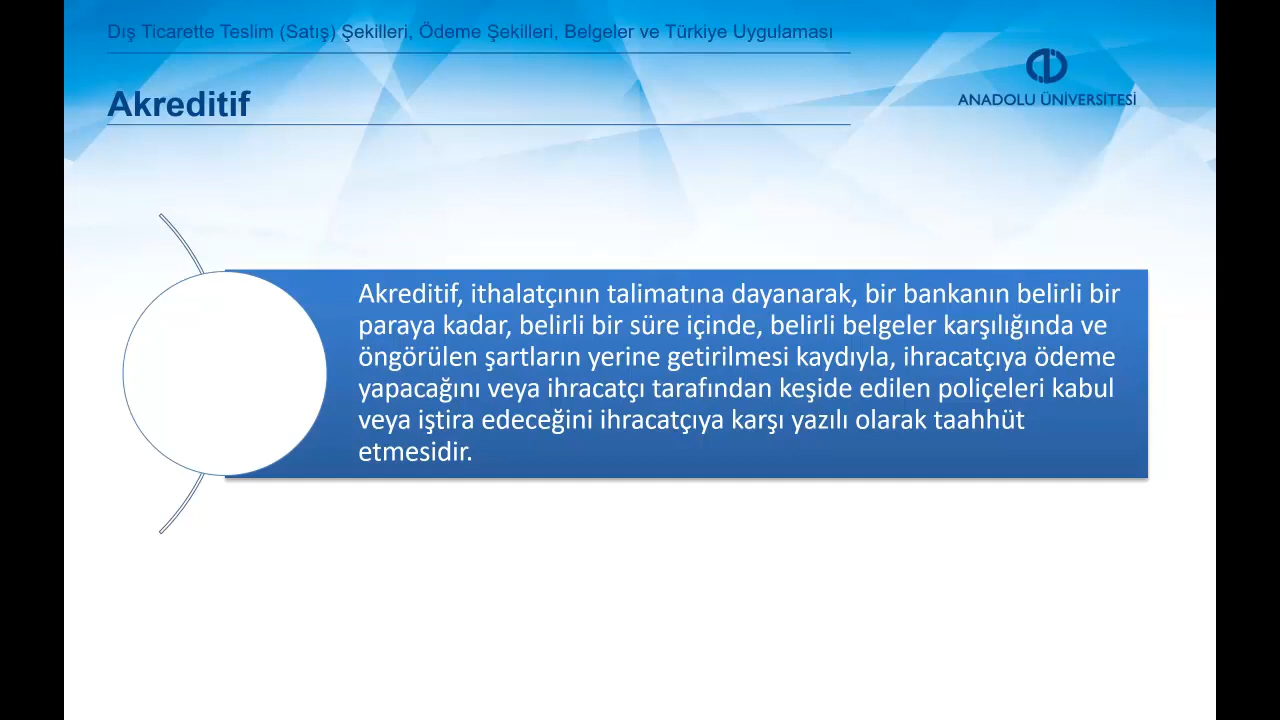 Dış Ticarette Teslim (Satış) Şekilleri, Ödeme Şekilleri, Belgeler ve Türkiye Uygulaması
Akreditif
ANADOLU ÜNİVERSİTESİ
Akreditif, ithalatçının talimatına dayanarak, bir bankanın belirli bir
paraya kadar, belirli bir süre içinde, belirli belgeler karşılığında ve
öngörülen şartların yerine getirilmesi kaydıyla, ihracatçıya ödeme
yapacağını veya ihracatçı tarafından keşide edilen poliçeleri kabul
veya iştira edeceğini ihracatçıya karşı yazılı olarak taahhüt
etmesidir.